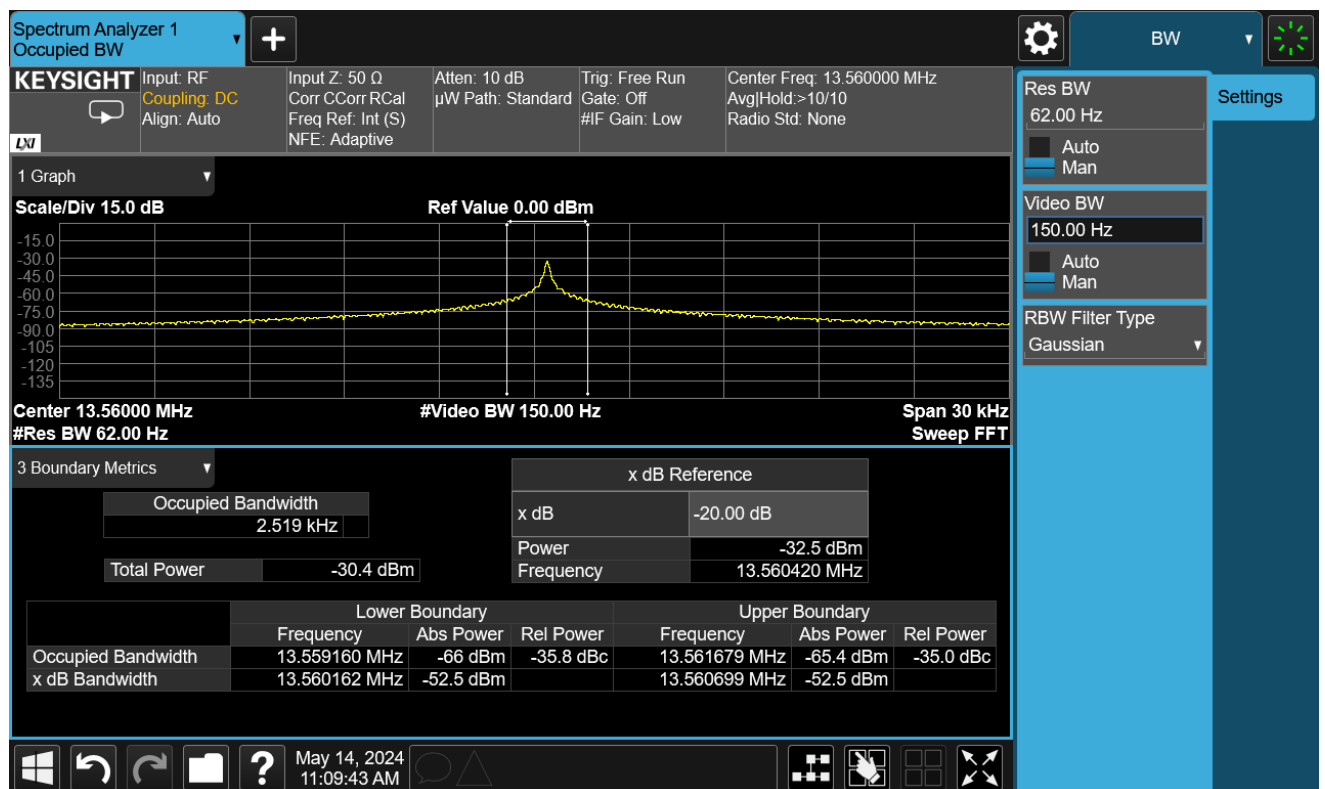 Spectrum Analyzer 1
Occupied BW
BW
KEYSIGHT
LXI
Input: RF
Coupling: DC
Align: Auto
Input Z: 50 Ω
Corr CCorr RCal
Freq Ref: Int (S)
NFE: Adaptive
Atten: 10 dB
µW Path: Standard
Trig: Free Run
Gate: Off
#IF Gain: Low
Center Freq: 13.560000 MHz
Avg|Hold:>10/10
Radio Std: None
1 Graph
Scale/Div 15.0 dB
Ref Value 0.00 dBm
-15.0
-30.0
-45.0
-60.0
-75.0
-90.0
-105
-120
-135
Center 13.56000 MHz
#Video BW 150.00 Hz
Span 30 kHz
#Res BW 62.00 Hz
Sweep FFT
3 Boundary Metrics
Occupied Bandwidth
2.519 kHz
Total Power -30.4 dBm
x dB Reference
x dB -20.00 dB
Power -32.5 dBm
Frequency 13.560420 MHz
Lower Boundary Upper Boundary
Frequency Abs Power Rel Power Frequency Abs Power Rel Power
Occupied Bandwidth 13.559160 MHz -66 dBm -35.8 dBc 13.561679 MHz -65.4 dBm -35.0 dBc
x dB Bandwidth 13.560162 MHz -52.5 dBm 13.560699 MHz -52.5 dBm
?
May 14, 2024
11:09:43 AM
Res BW
62.00 Hz
Auto
Man
Video BW
150.00 Hz
Auto
Man
RBW Filter Type
Gaussian
Settings